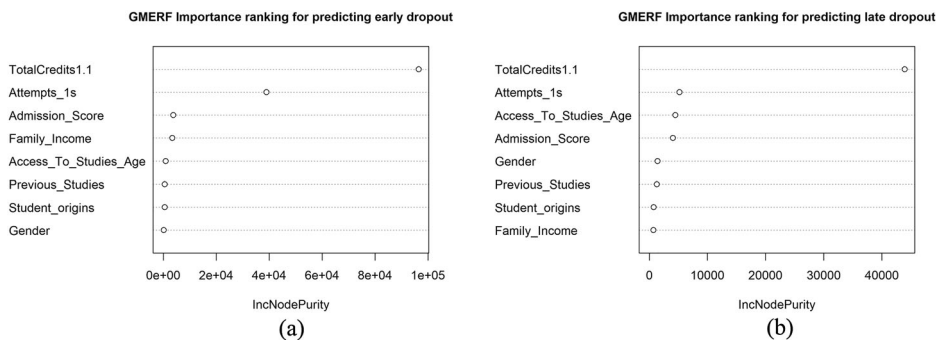 GMERF Importance ranking for predicting early dropout
TotalCredits1.1
Attempts_1s
Admission_Score
Family_Income
Access_To_Studies_Age
Previous_Studies
Student_origins
Gender
0e+00 2e+04 4e+04 6e+04 8e+04 1e+05
IncNodePurity
(a)
GMERF Importance ranking for predicting late dropout
TotalCredits1.1
Attempts_1s
Access_To_Studies_Age
Admission_Score
Gender
Previous_Studies
Student_origins
Family_Income
0 10000 20000 30000 40000
IncNodePurity
(b)